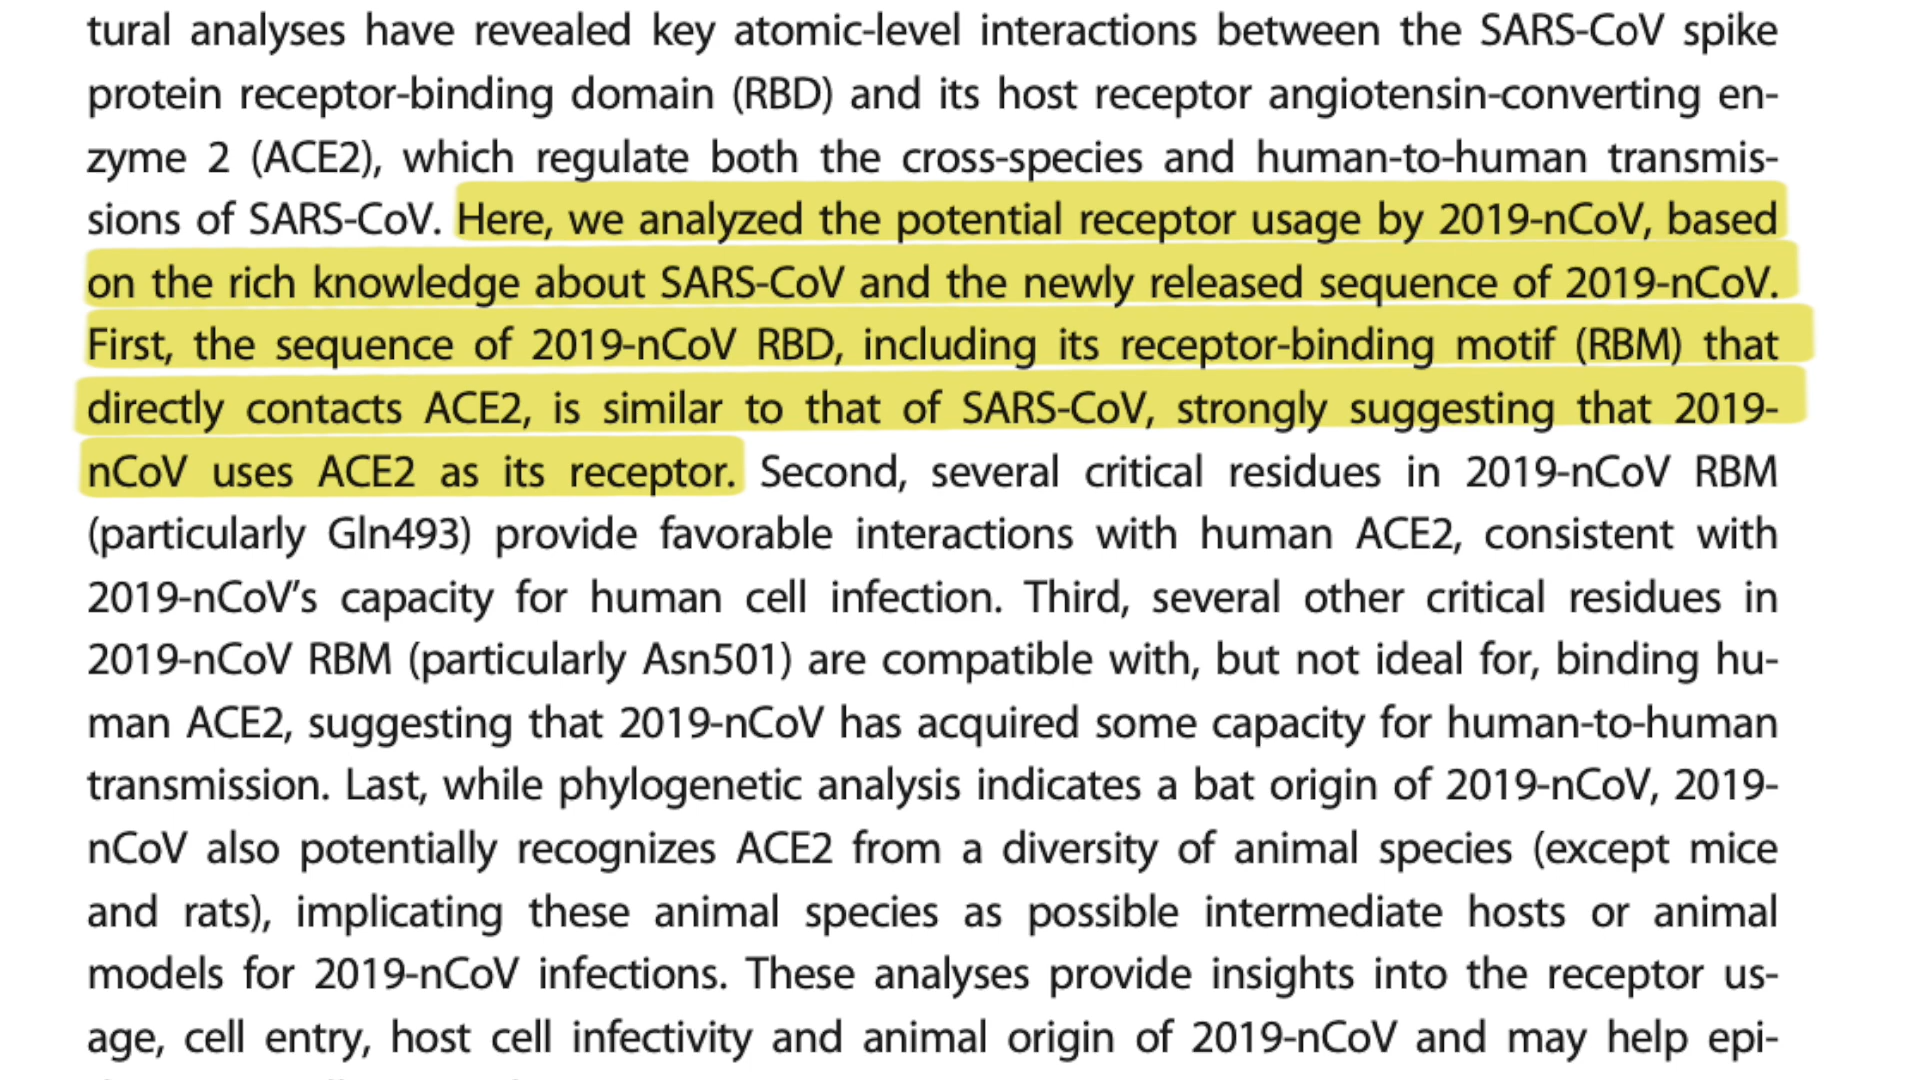 tural analyses have revealed key atomic-level interactions between the SARS-CoV spike
protein receptor-binding domain (RBD) and its host receptor angiotensin-converting en-
zyme 2 (ACE2), which regulate both the cross-species and human-to-human transmis-
sions of SARS-CoV. Here, we analyzed the potential receptor usage by 2019-nCoV, based
on the rich knowledge about SARS-CoV and the newly released sequence of 2019-nCoV.
First, the sequence of 2019-nCoV RBD, including its receptor-binding motif (RBM) that
directly contacts ACE2, is similar to that of SARS-CoV, strongly suggesting that 2019-
nCoV uses ACE2 as its receptor. Second, several critical residues in 2019-nCoV RBM
(particularly Gln493) provide favorable interactions with human ACE2, consistent with
2019-nCoV’s capacity for human cell infection. Third, several other critical residues in
2019-nCoV RBM (particularly Asn501) are compatible with, but not ideal for, binding hu-
man ACE2, suggesting that 2019-nCoV has acquired some capacity for human-to-human
transmission. Last, while phylogenetic analysis indicates a bat origin of 2019-nCoV, 2019-
nCoV also potentially recognizes ACE2 from a diversity of animal species (except mice
and rats), implicating these animal species as possible intermediate hosts or animal
models for 2019-nCoV infections. These analyses provide insights into the receptor us-
age, cell entry, host cell infectivity and animal origin of 2019-nCoV and may help epi-